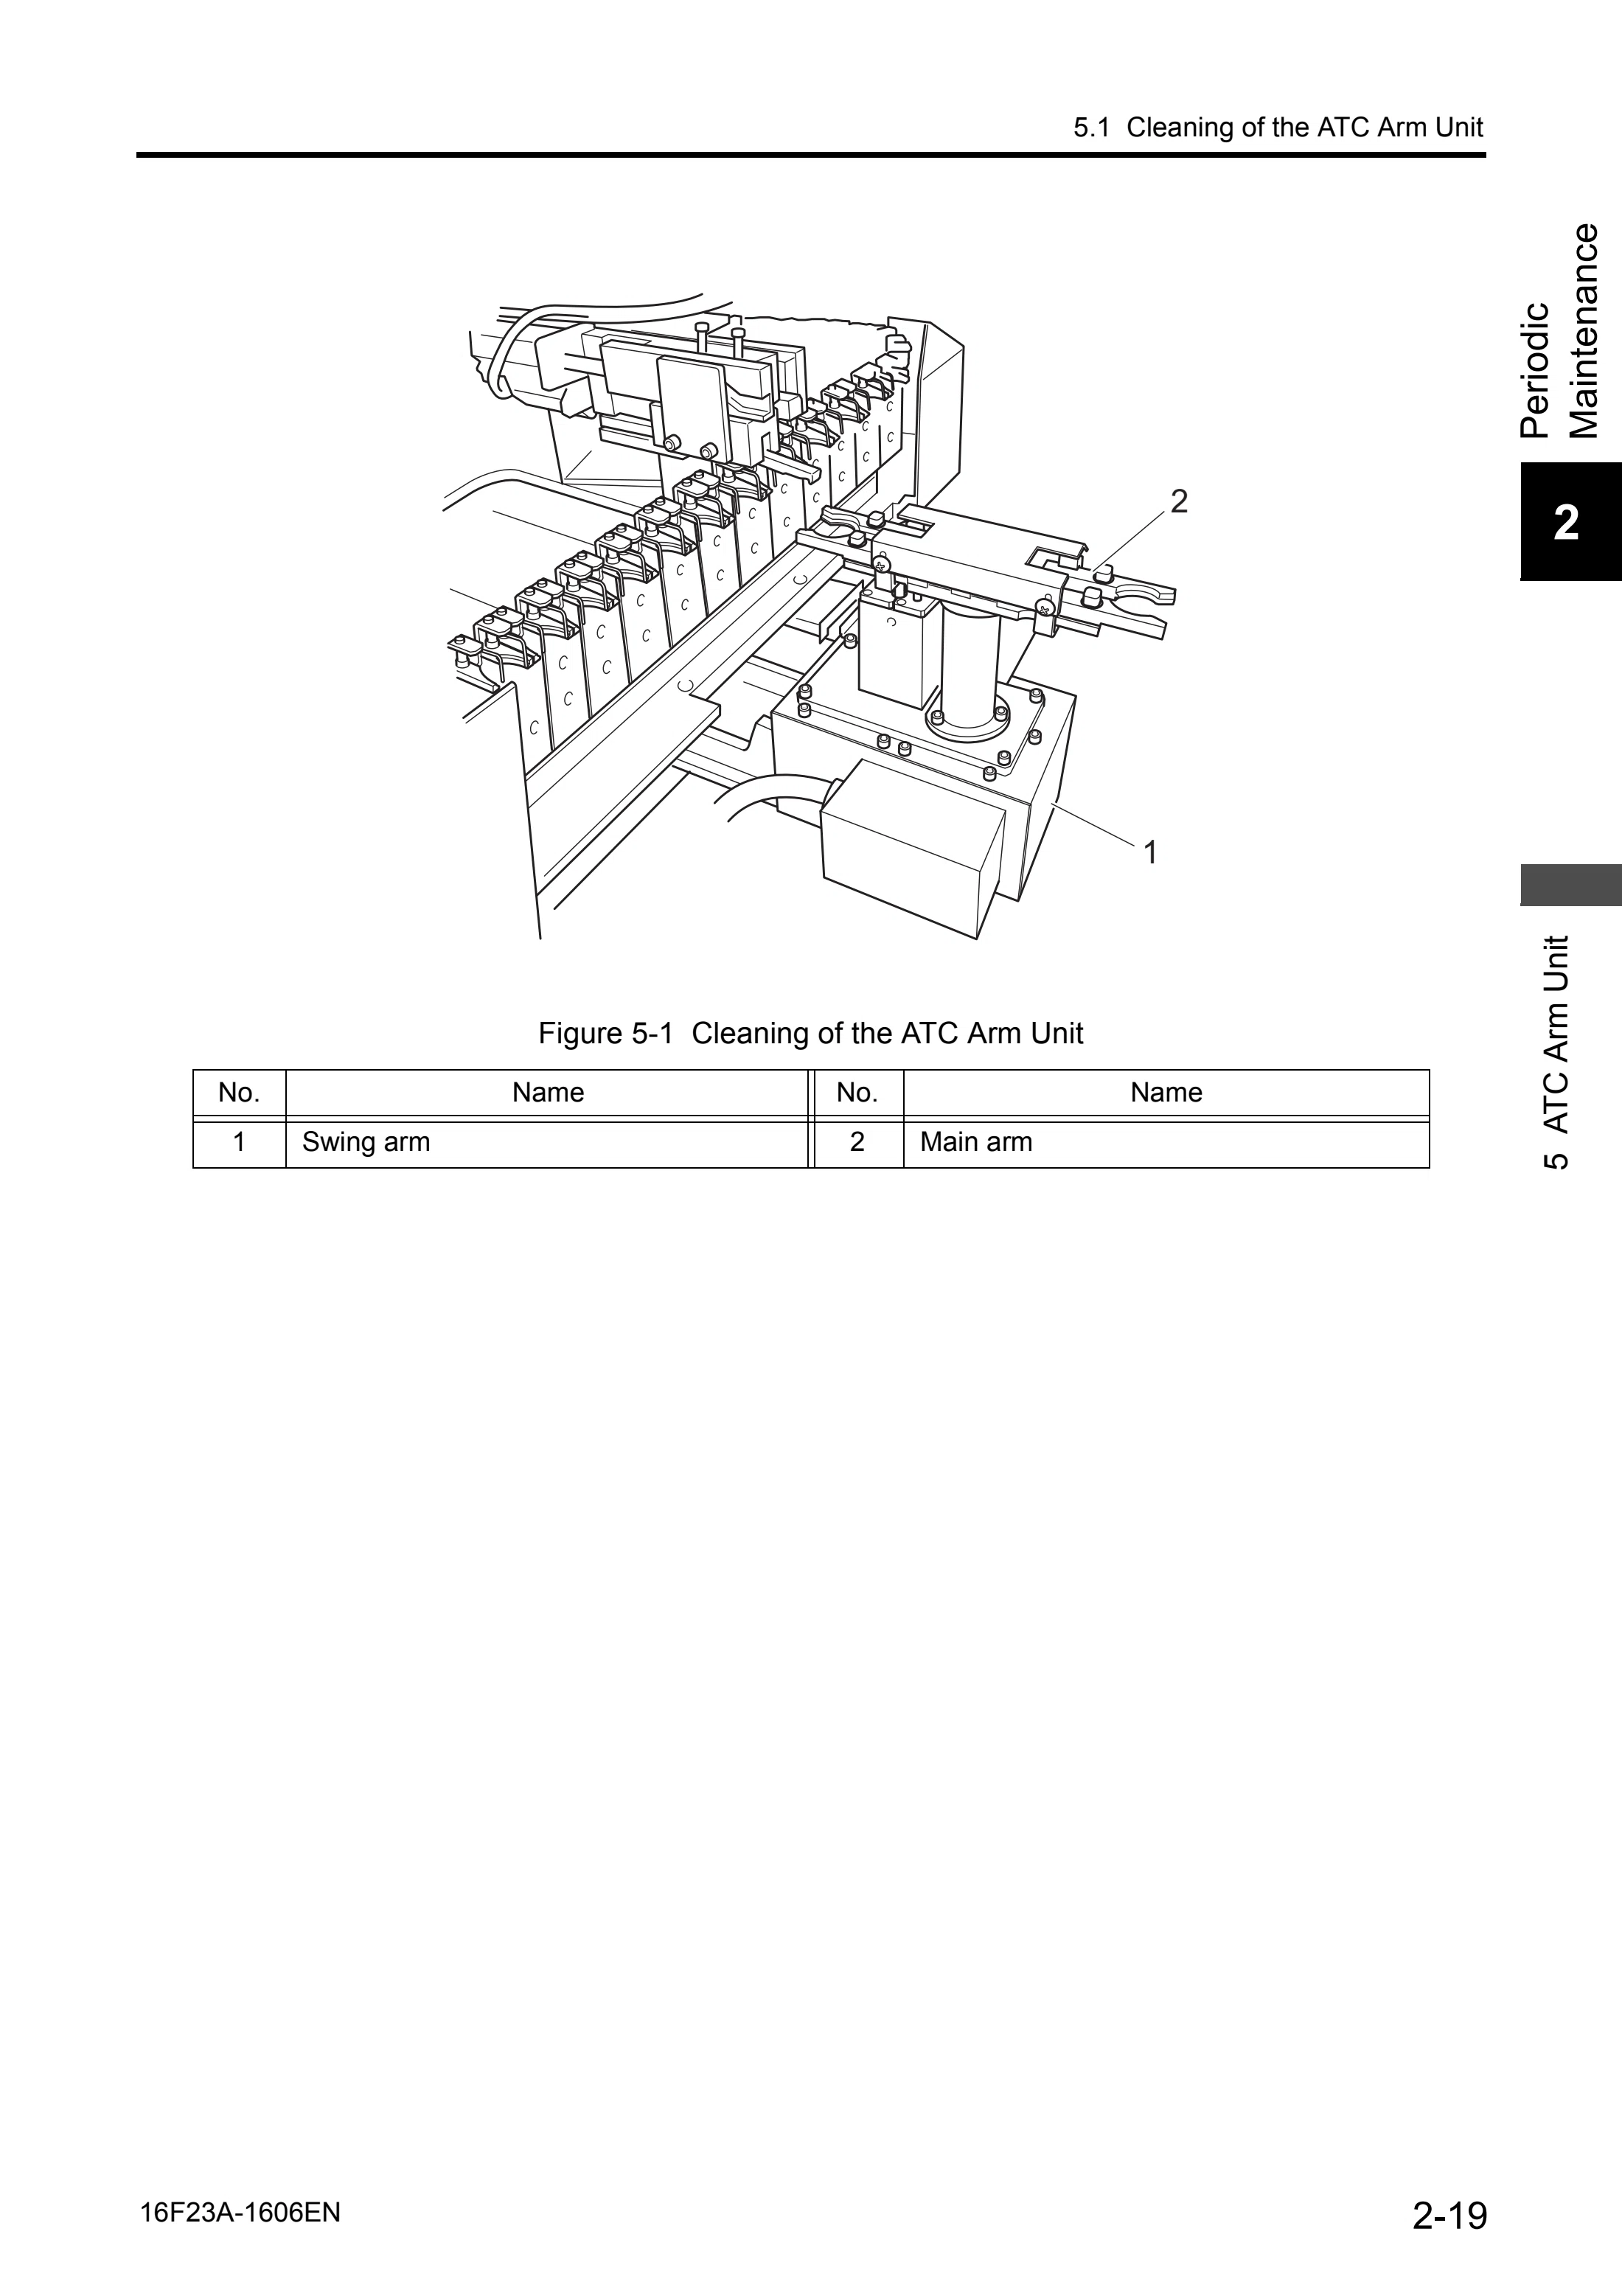 5.1 Cleaning of the ATC Arm Unit
Periodic
Maintenance
2
2
1
5 ATC Arm Unit
Figure 5-1 Cleaning of the ATC Arm Unit
No. Name No. Name
1 Swing arm 2 Main arm
16F23A-1606EN
2-19